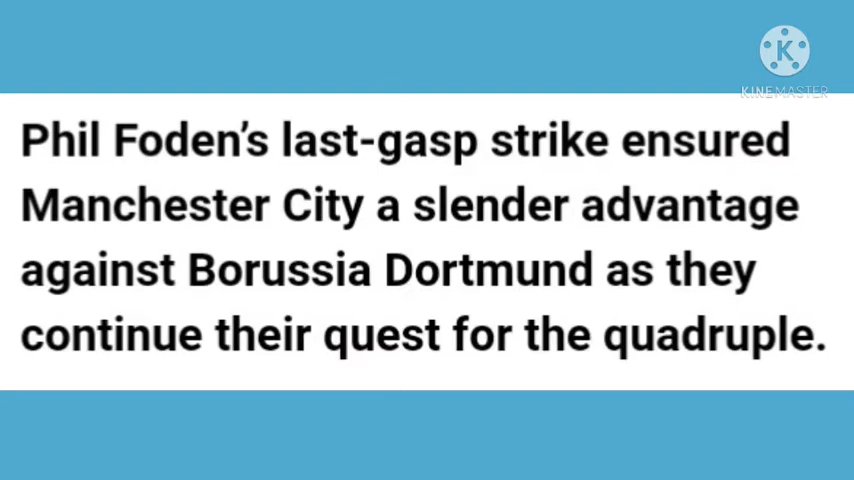 K
KINEMASTER
Phil Foden’s last-gasp strike ensured
Manchester City a slender advantage
against Borussia Dortmund as they
continue their quest for the quadruple.